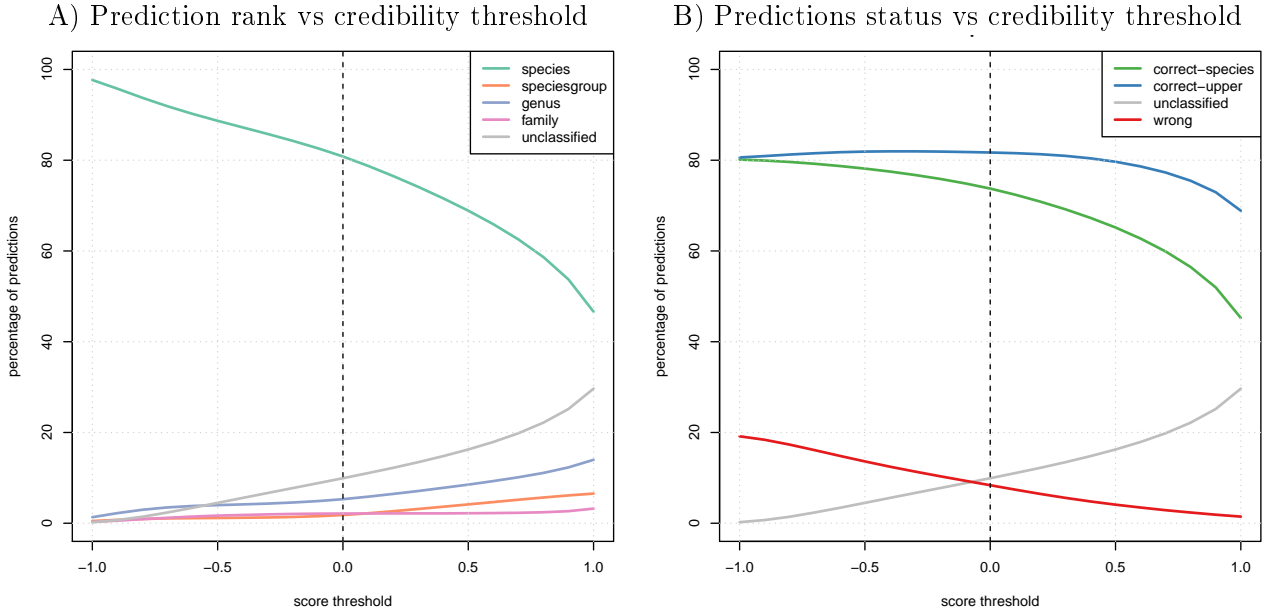 A) Prediction rank vs credibility threshold
species
speciesgroup
genus
family
unclassified
percentage of predictions
100
80
60
40
20
0
−1.0 −0.5 0.0 0.5 1.0
score threshold
B) Predictions status vs credibility threshold
correct−species
correct−upper
unclassified
wrong
percentage of predictions
100
80
60
40
20
0
−1.0 −0.5 0.0 0.5 1.0
score threshold